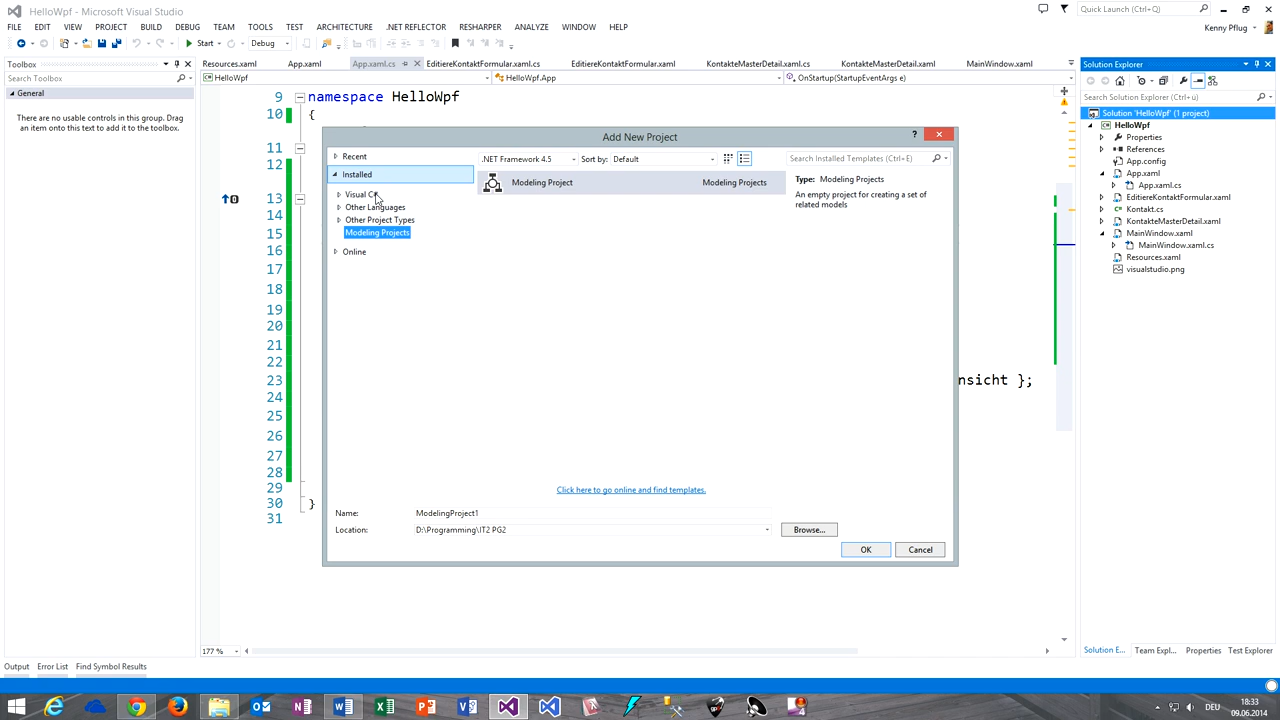 HelloWpf - Microsoft Visual Studio
Quick Launch (Ctrl+Q)
FILE EDIT VIEW PROJECT BUILD DEBUG TEAM TOOLS TEST ARCHITECTURE .NET REFLECTOR RESHARPER ANALYZE WINDOW HELP
Kenny Pflug
Start Debug
Toolbox
Search Toolbox
General
There are no usable controls in this group. Drag
an item onto this text to add it to the toolbox.
Resources.xaml App.xaml App.xaml.cs EditiereKontaktFormular.xaml.cs EditiereKontaktFormular.xaml KontakteMasterDetail.xaml.cs KontakteMasterDetail.xaml MainWindow.xaml
HelloWpf HelloWpf.App OnStartup(StartupEventArgs e)
9 namespace HelloWpf
10 {
11
12
13
14
15
16
17
18
19
20
21
22
23 nsicht };
24
25
26
27
28
29
30 }
31
177 %
Add New Project
Recent
Installed
Visual C#
Other Languages
Other Project Types
Modeling Projects
Online
.NET Framework 4.5 Sort by: Default
Search Installed Templates (Ctrl+E)
Modeling Project Modeling Projects
Type: Modeling Projects
An empty project for creating a set of
related models
Click here to go online and find templates.
Name: ModelingProject1
Location: D:\Programming\IT2 PG2
Browse...
OK Cancel
Solution Explorer
Search Solution Explorer (Ctrl+ü)
Solution 'HelloWpf' (1 project)
HelloWpf
Properties
References
App.config
App.xaml
App.xaml.cs
EditiereKontaktFormular.xaml
Kontakt.cs
KontakteMasterDetail.xaml
MainWindow.xaml
MainWindow.xaml.cs
Resources.xaml
visualstudio.png
Solution E... Team Expl... Properties Test Explorer
Output Error List Find Symbol Results
DEU
18:33
09.06.2014